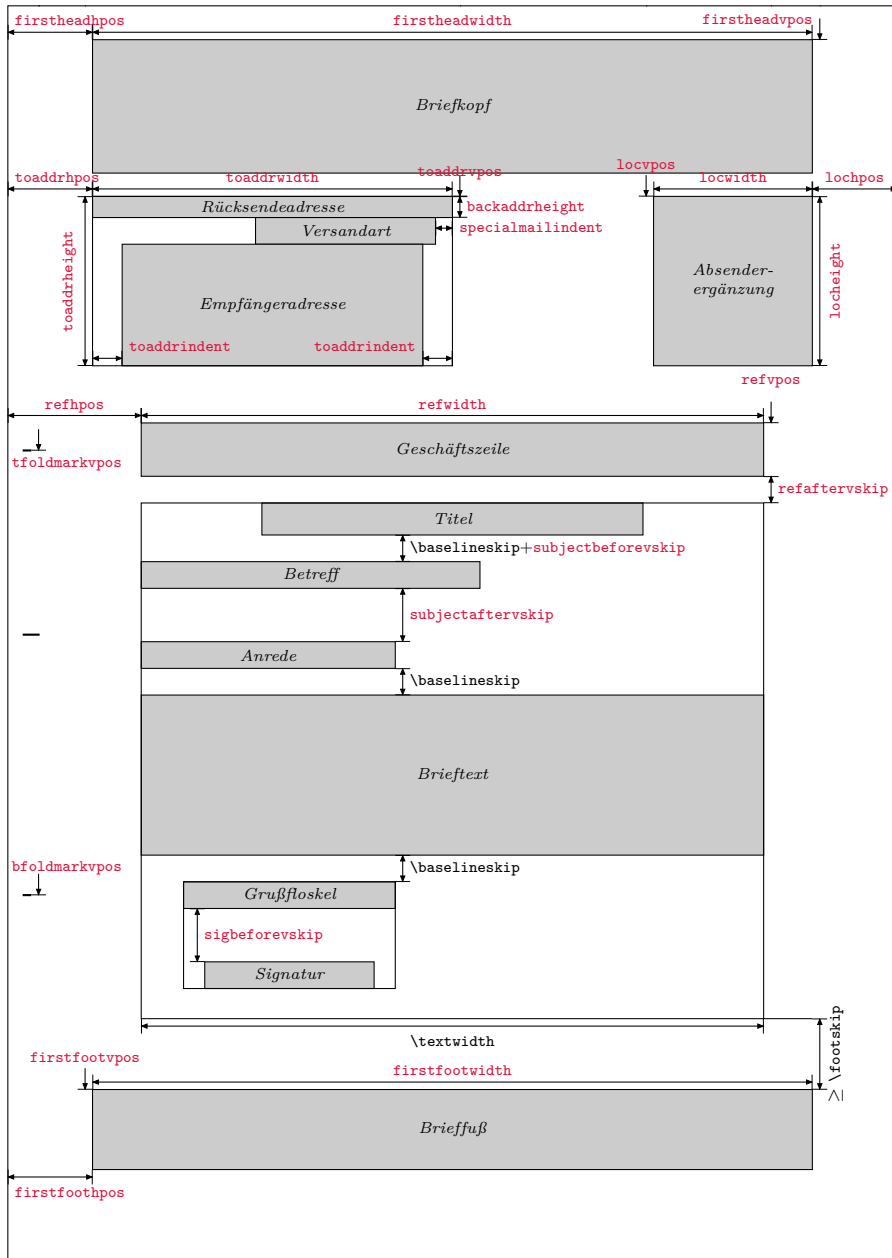 firstheadhpos firstheadwidth firstheadvpos
Briefkopf
toaddrhpos toaddrwidth toaddrvpos locvpos locwidth lochpos
Rücksendeadresse backaddrheight
Versandart specialmailindent
toaddrheight Empfängeradresse Absender-
ergänzung locheight
toaddrindent toaddrindent
refvpos
refhpos refwidth
Geschäftszeile
tfoldmarkvpos
refaftervskip
Titel
\baselineskip+subjectbeforevskip
Betreff
subjectaftervskip
Anrede
\baselineskip
Brieftext
bfoldmarkvpos \baselineskip
Grußfloskel
sigbeforevskip
Signatur
\textwidth
≥ \footskip
firstfootvpos
firstfootwidth
Brieffuß
firstfoothpos